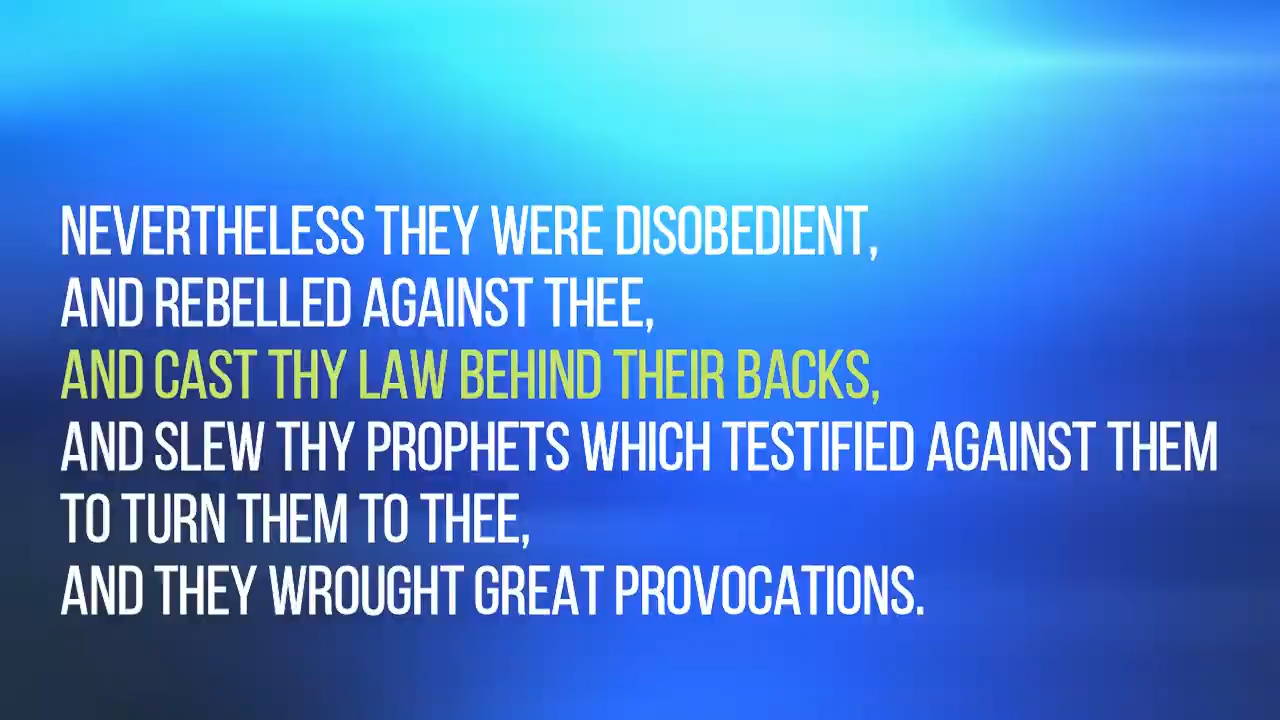 NEVERTHELESS THEY WERE DISOBEDIENT,
AND REBELLED AGAINST THEE,
AND CAST THY LAW BEHIND THEIR BACKS,
AND SLEW THY PROPHETS WHICH TESTIFIED AGAINST THEM
TO TURN THEM TO THEE,
AND THEY WROUGHT GREAT PROVOCATIONS.